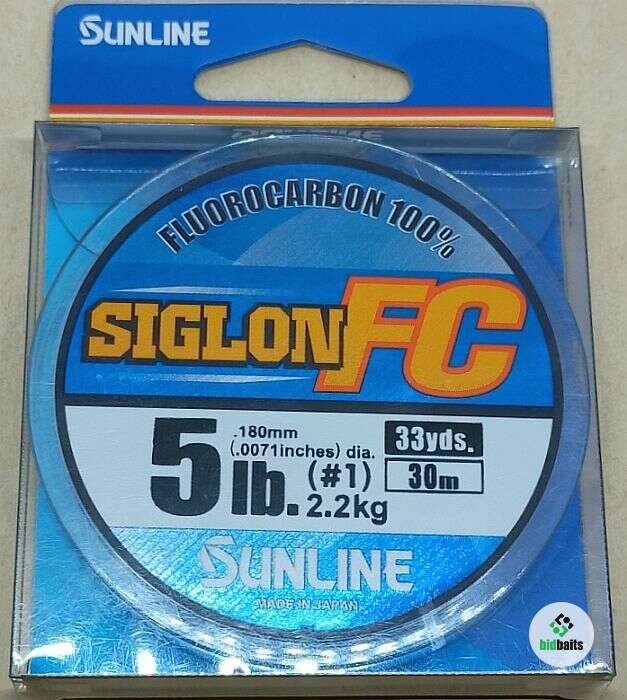 SUNLINE
SUNLINE
FLUOROCARBON 100%
SIGLON FC
5 lb.
.180mm
(.0071inches) dia.
(#1)
2.2kg
33yds.
30m
SUNLINE
MADE IN JAPAN
bidbaits